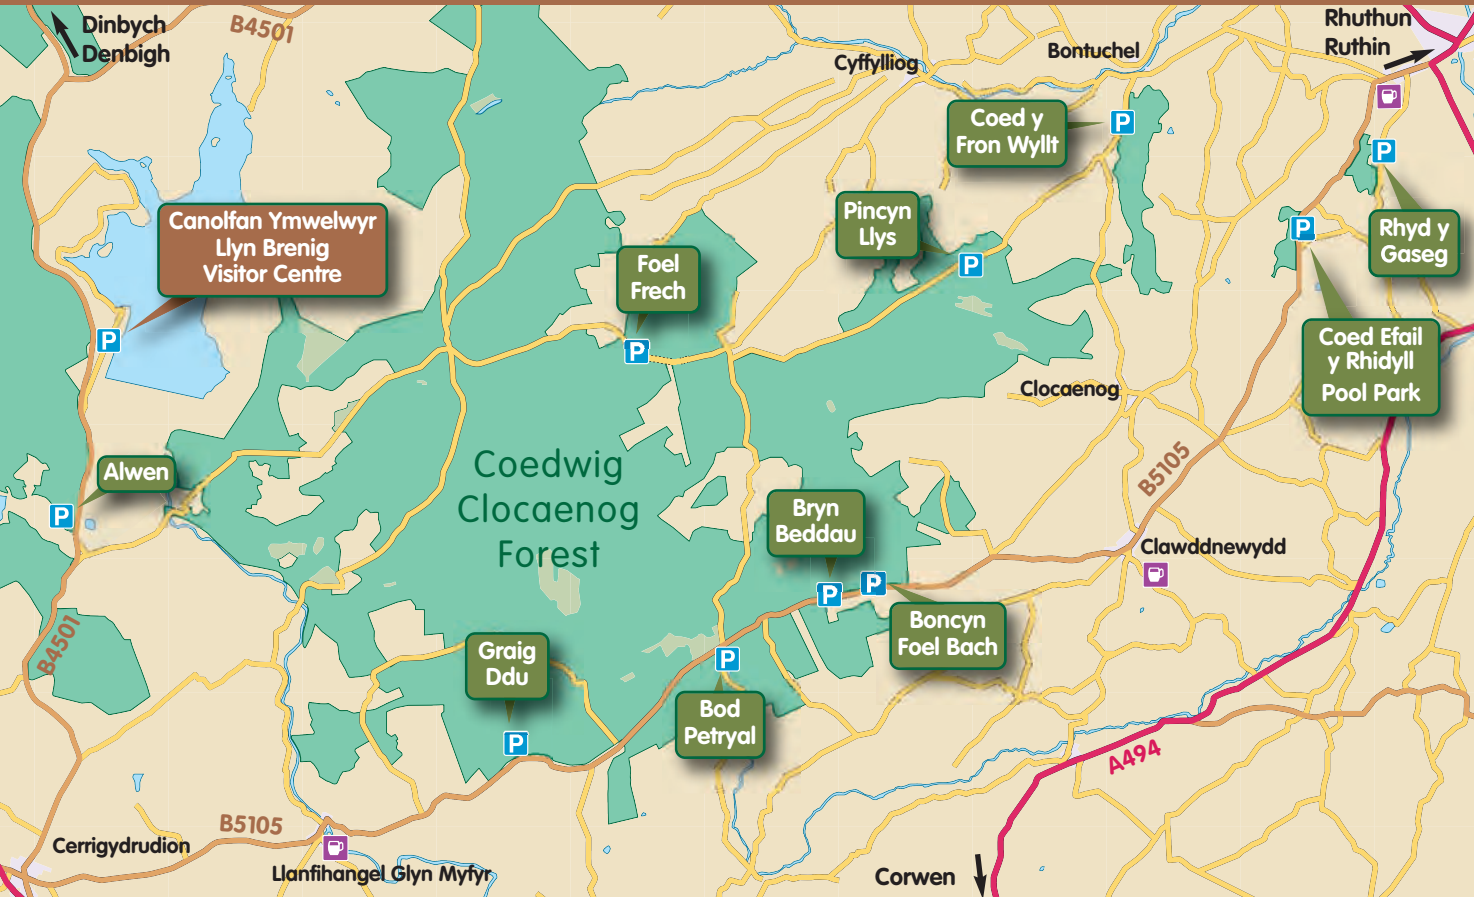 Dinbych
Denbigh
B4501
Rhuthun
Ruthin
Cyffylliog
Bontuchel
Coed y
Fron Wyllt
P
P
Canolfan Ymwelwyr
Llyn Brenig
Visitor Centre
Pincyn
Llys
P
Rhyd y
Gaseg
P
Foel
Frech
P
P
Coed Efail
y Rhidyll
Pool Park
Clocaenog
Alwen
P
Coedwig
Clocaenog
Forest
B5105
Bryn
Beddau
P
P
Clawddnewydd
Boncyn
Foel Bach
B4501
Graig
Ddu
P
P
Bod
Petryal
A494
B5105
Cerrigydrudion
Llanfihangel Glyn Myfyr
Corwen